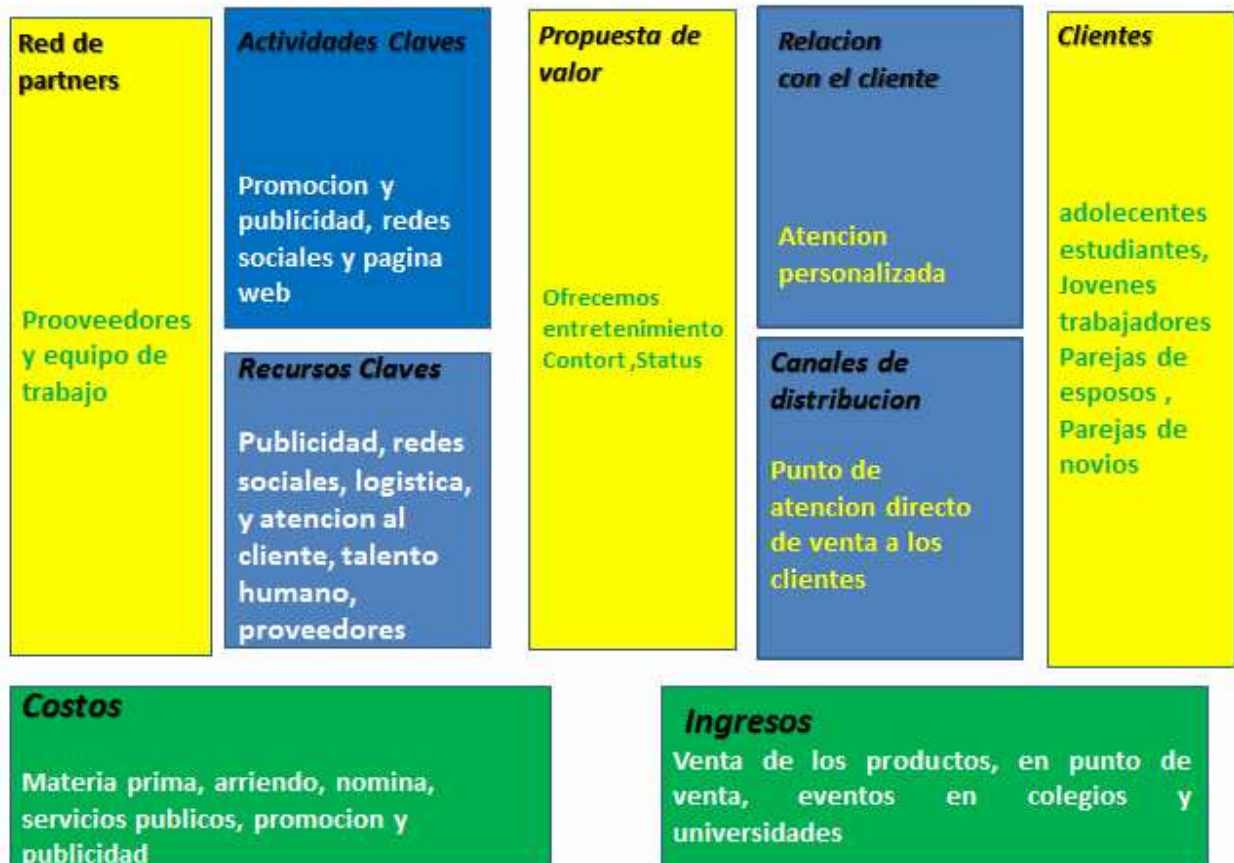 Red de
partners
Prooveedores
y equipo de
trabajo
Actividades Claves
Promocion y
publicidad, redes
sociales y pagina
web
Recursos Claves
Publicidad, redes
sociales, logistica,
y atencion al
cliente, talento
humano,
proveedores
Propuesta de
valor
Ofrecemos
entretenimiento
Contort ,Status
Relacion
con el cliente
Atencion
personalizada
Canales de
distribucion
Punto de
atencion directo
de venta a los
clientes
Clientes
adolecentes
estudiantes,
Jovenes
trabajadores
Parejas de
esposos ,
Parejas de
novios
Costos
Materia prima, arriendo, nomina,
servicios publicos, promocion y
publicidad
Ingresos
Venta de los productos, en punto de
venta, eventos en colegios y
universidades